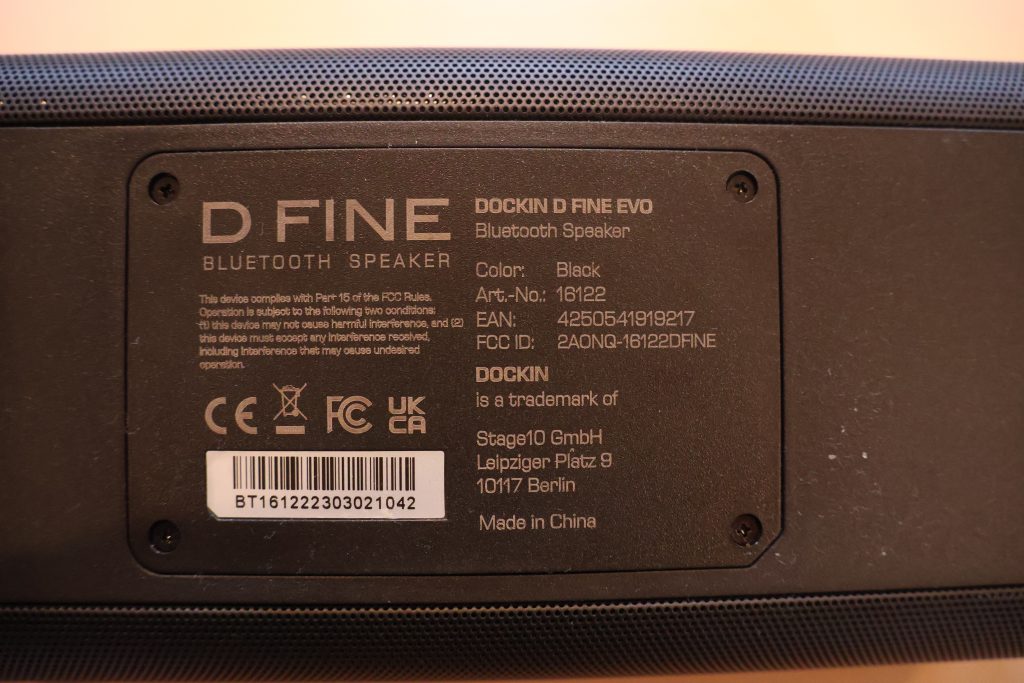 D FINE
BLUETOOTH SPEAKER
This device complies with Part 15 of the FCC Rules.
Operation is subject to the following two conditions:
(1) this device may not cause harmful interference, and (2)
this device must accept any interference received,
including interference that may cause undesired
operation.
CE
FC
UK
CA
BT161222303021042
DOCKIN D FINE EVO
Bluetooth Speaker
Color: Black
Art.-No.: 16122
EAN: 4250541919217
FCC ID: 2AONQ-16122DFINE
DOCKIN
is a trademark of
Stage10 GmbH
Leipziger Platz 9
10117 Berlin
Made in China